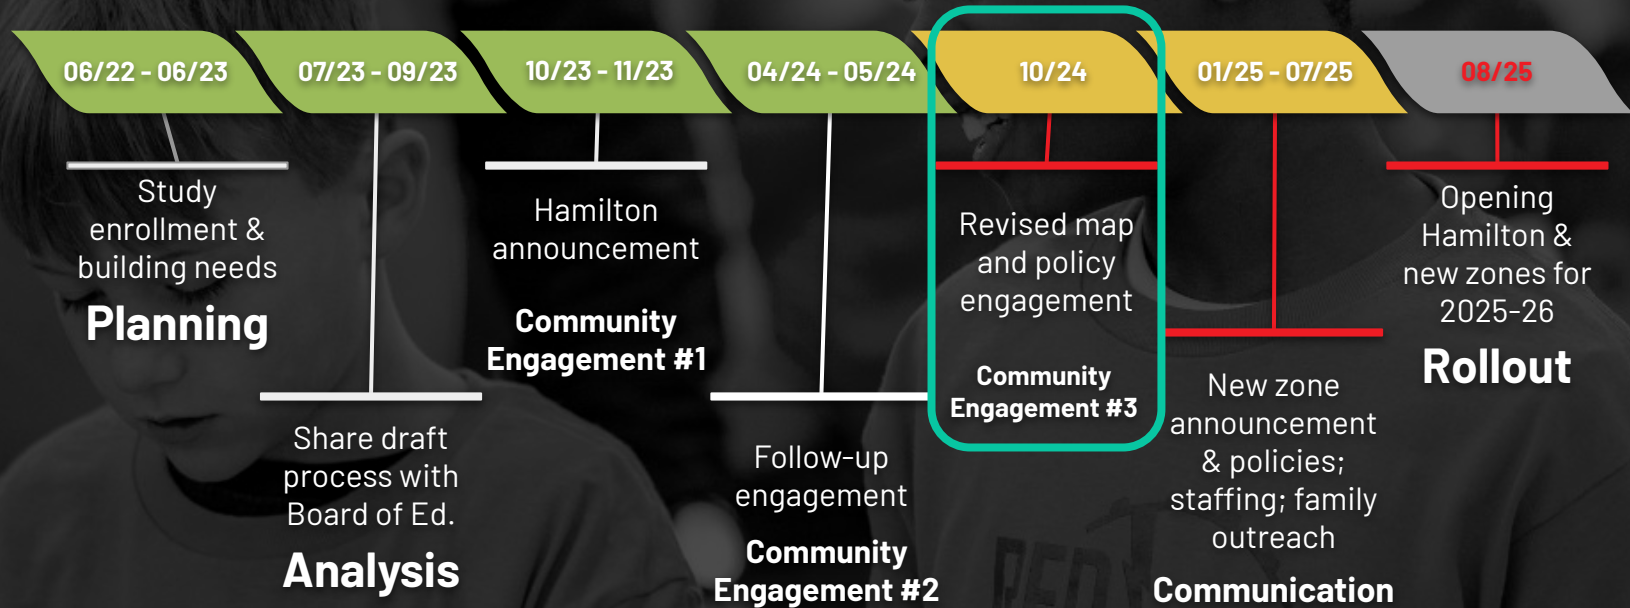 06/22 - 06/23
07/23 - 09/23
10/23 - 11/23
04/24 - 05/24
10/24
01/25 - 07/25
08/25
Study
enrollment &
building needs
Planning
Share draft
process with
Board of Ed.
Analysis
Hamilton
announcement
Community
Engagement #1
Follow-up
engagement
Community
Engagement #2
Revised map
and policy
engagement
Community
Engagement #3
New zone
announcement
& policies;
staffing; family
outreach
Communication
Opening
Hamilton &
new zones for
2025-26
Rollout